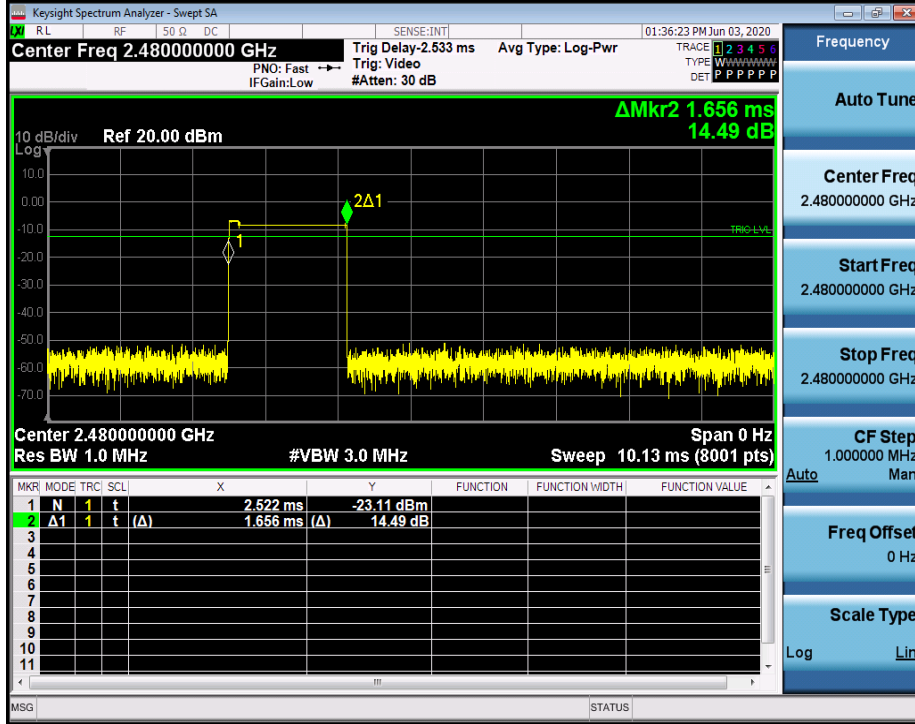 Keysight Spectrum Analyzer - Swept SA
LXI RL RF 50 Ω DC SENSE:INT 01:36:23 PM Jun 03, 2020
Center Freq 2.480000000 GHz Trig Delay-2.533 ms Avg Type: Log-Pwr TRACE 1 2 3 4 5 6
PNO: Fast Trig: Video TYPE WWWWWW
IFGain:Low #Atten: 30 dB DET P P P P P P
ΔMkr2 1.656 ms
14.49 dB
10 dB/div Ref 20.00 dBm
Log
10.0
0.00
2Δ1
-10.0
TRIG LVL
1
-20.0
-30.0
-40.0
-50.0
-60.0
-70.0
Center 2.480000000 GHz Span 0 Hz
Res BW 1.0 MHz #VBW 3.0 MHz Sweep 10.13 ms (8001 pts)
MKR MODE TRC SCL X Y FUNCTION FUNCTION WIDTH FUNCTION VALUE
1 N 1 t 2.522 ms -23.11 dBm
2 Δ1 1 t (Δ) 1.656 ms (Δ) 14.49 dB
3
4
5
6
7
8
9
10
11
MSG STATUS
Frequency
Auto Tune
Center Freq
2.480000000 GHz
Start Freq
2.480000000 GHz
Stop Freq
2.480000000 GHz
CF Step
1.000000 MHz
Auto Man
Freq Offset
0 Hz
Scale Type
Log Lin